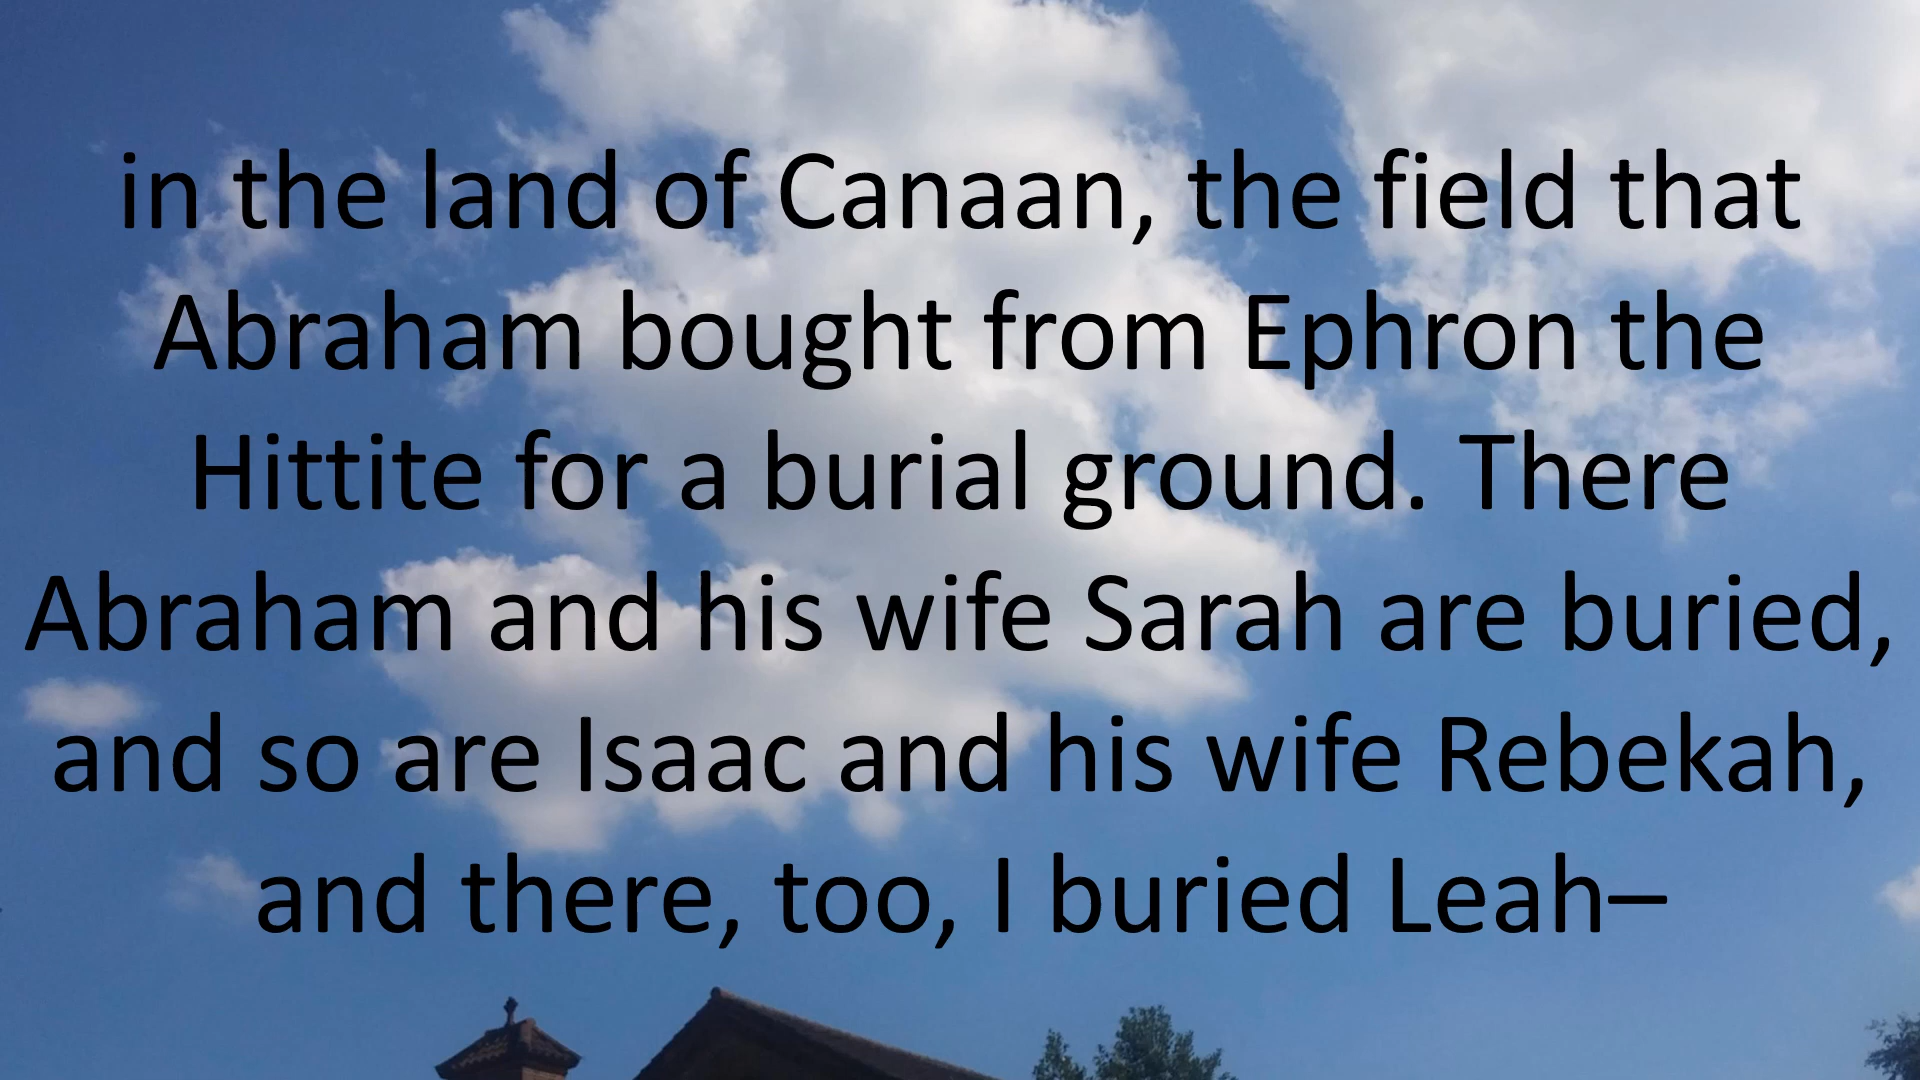 in the land of Canaan, the field that
Abraham bought from Ephron the
Hittite for a burial ground. There
Abraham and his wife Sarah are buried,
and so are Isaac and his wife Rebekah,
and there, too, I buried Leah–